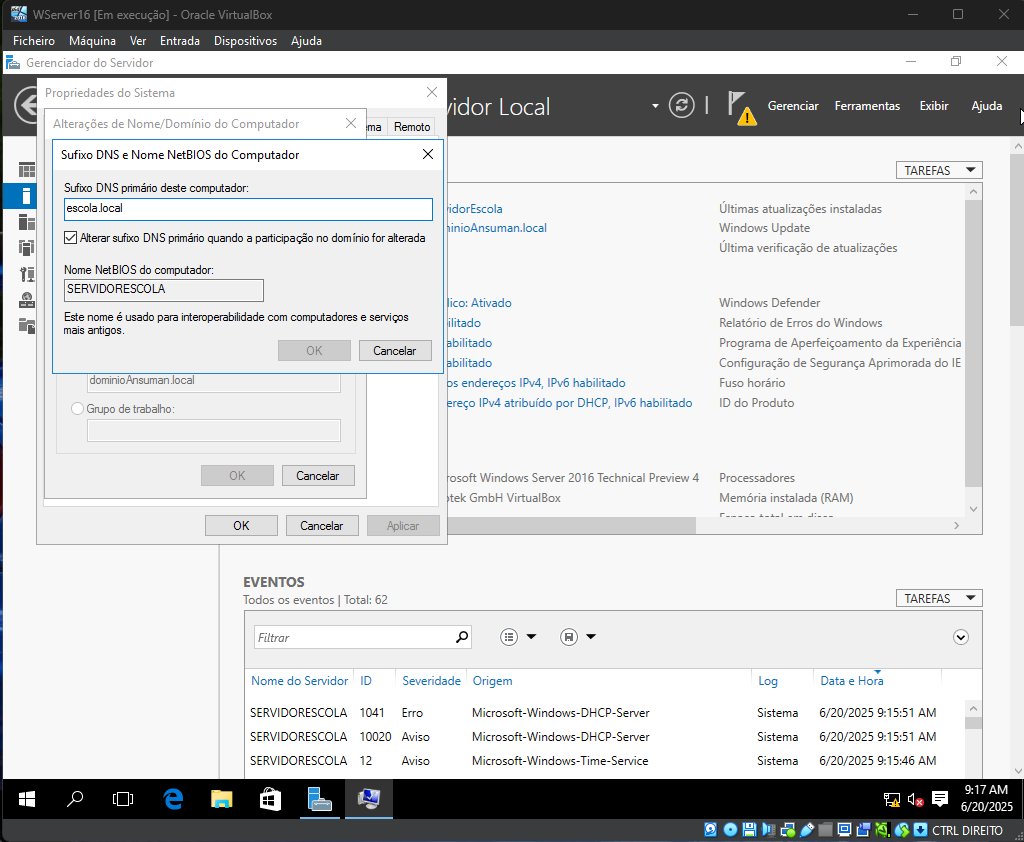 WServer16 [Em execução] - Oracle VirtualBox
Ficheiro Máquina Ver Entrada Dispositivos Ajuda
Gerenciador do Servidor
Propriedades do Sistema
vidor Local
Gerenciar Ferramentas Exibir Ajuda
Alterações de Nome/Domínio do Computador
ema Remoto
Sufixo DNS e Nome NetBIOS do Computador
Sufixo DNS primário deste computador:
escola.local
Alterar sufixo DNS primário quando a participação no domínio for alterada
Nome NetBIOS do computador:
SERVIDORESCOLA
Este nome é usado para interoperabilidade com computadores e serviços
mais antigos.
OK Cancelar
dominioAnsuman.local
Grupo de trabalho:
OK Cancelar
OK Cancelar Aplicar
TAREFAS
vidorEscola Últimas atualizações instaladas
minioAnsuman.local Windows Update
Última verificação de atualizações
lico: Ativado Windows Defender
ilitado Relatório de Erros do Windows
abilitado Programa de Aperfeiçoamento da Experiência
abilitado Configuração de Segurança Aprimorada do IE
os endereços IPv4, IPv6 habilitado Fuso horário
ereço IPv4 atribuído por DHCP, IPv6 habilitado ID do Produto
rosoft Windows Server 2016 Technical Preview 4 Processadores
otek GmbH VirtualBox Memória instalada (RAM)
Espaço total em disco
EVENTOS
Todos os eventos | Total: 62
TAREFAS
Filtrar
Nome do Servidor ID Severidade Origem Log Data e Hora
SERVIDORESCOLA 1041 Erro Microsoft-Windows-DHCP-Server Sistema 6/20/2025 9:15:51 AM
SERVIDORESCOLA 10020 Aviso Microsoft-Windows-DHCP-Server Sistema 6/20/2025 9:15:51 AM
SERVIDORESCOLA 12 Aviso Microsoft-Windows-Time-Service Sistema 6/20/2025 9:15:46 AM
9:17 AM
6/20/2025
CTRL DIREITO